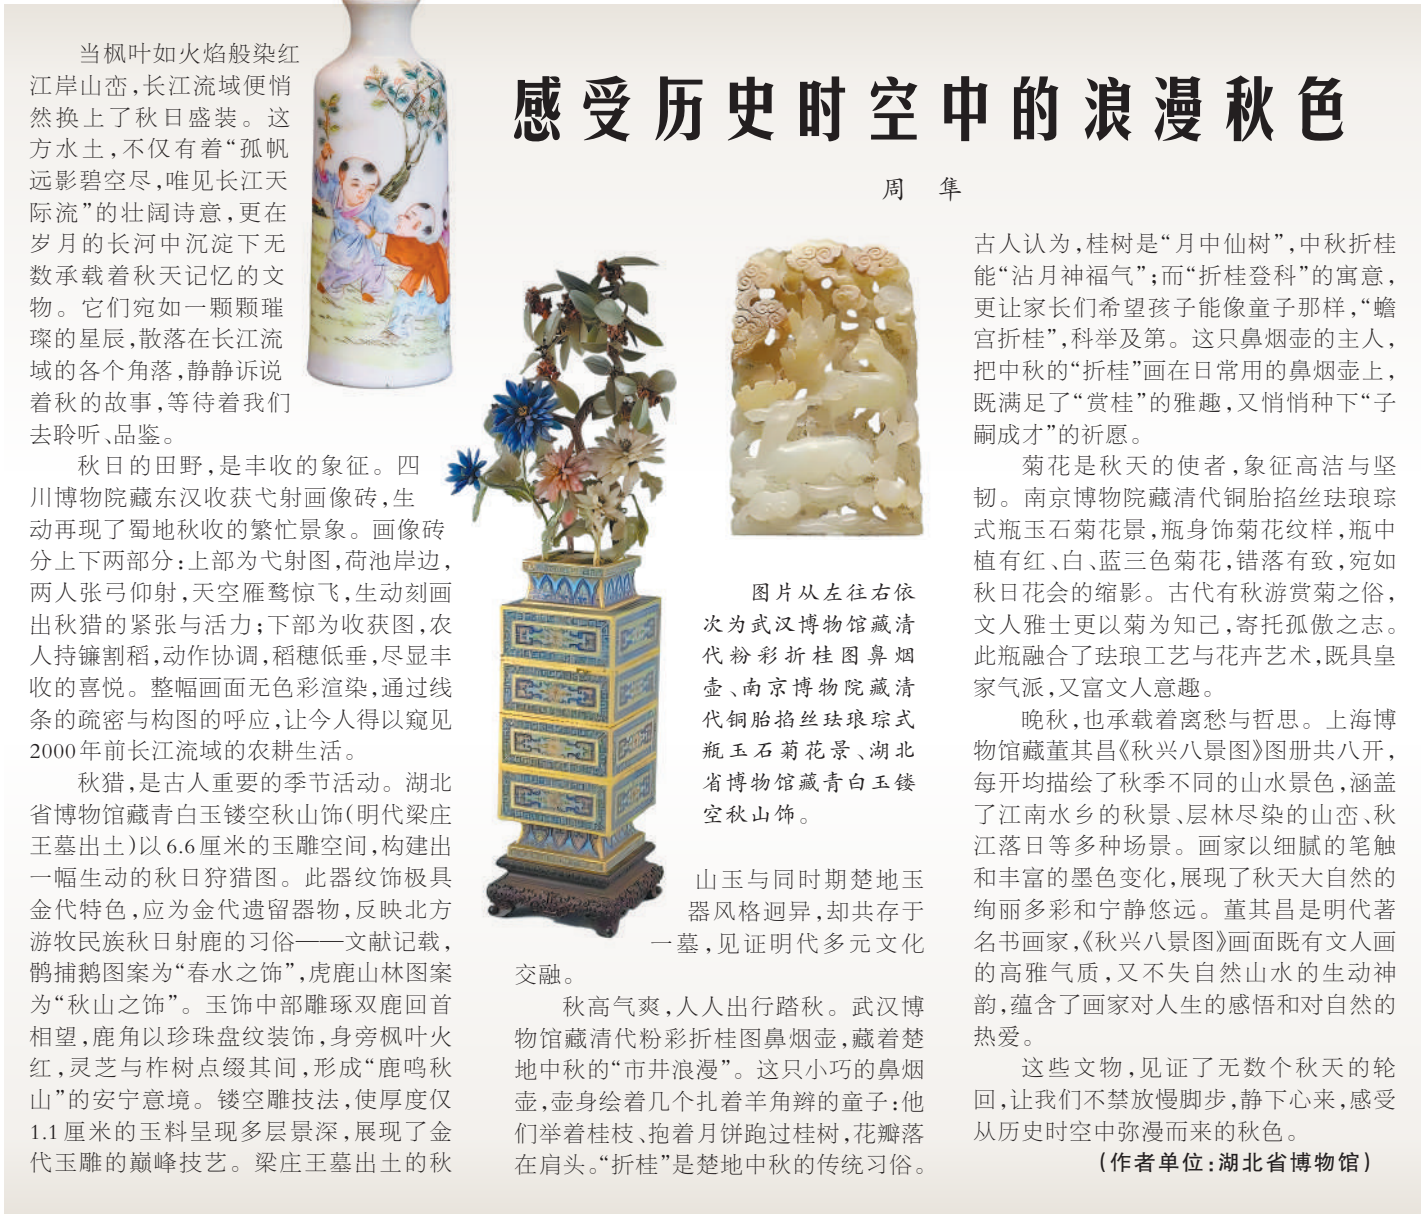 感受历史时空中的浪漫秋色
周　隼
当枫叶如火焰般染红
江岸山峦,长江流域便悄
然换上了秋日盛装。这
方水土,不仅有着“孤帆
远影碧空尽,唯见长江天
际流”的壮阔诗意,更在
岁月的长河中沉淀下无
数承载着秋天记忆的文
物。它们宛如一颗颗璀
璨的星辰,散落在长江流
域的各个角落,静静诉说
着秋的故事,等待着我们
去聆听、品鉴。
秋日的田野,是丰收的象征。四
川博物院藏东汉收获弋射画像砖,生
动再现了蜀地秋收的繁忙景象。画像砖
分上下两部分:上部为弋射图,荷池岸边,
两人张弓仰射,天空雁鹜惊飞,生动刻画
出秋猎的紧张与活力;下部为收获图,农
人持镰割稻,动作协调,稻穗低垂,尽显丰
收的喜悦。整幅画面无色彩渲染,通过线
条的疏密与构图的呼应,让今人得以窥见
2000年前长江流域的农耕生活。
秋猎,是古人重要的季节活动。湖北
省博物馆藏青白玉镂空秋山饰(明代梁庄
王墓出土)以6.6厘米的玉雕空间,构建出
一幅生动的秋日狩猎图。此器纹饰极具
金代特色,应为金代遗留器物,反映北方
游牧民族秋日射鹿的习俗——文献记载,
鹘捕鹅图案为“春水之饰”,虎鹿山林图案
为“秋山之饰”。玉饰中部雕琢双鹿回首
相望,鹿角以珍珠盘纹装饰,身旁枫叶火
红,灵芝与柞树点缀其间,形成“鹿鸣秋
山”的安宁意境。镂空雕技法,使厚度仅
1.1厘米的玉料呈现多层景深,展现了金
代玉雕的巅峰技艺。梁庄王墓出土的秋
山玉与同时期楚地玉
器风格迥异,却共存于
一墓,见证明代多元文化
交融。
秋高气爽,人人出行踏秋。武汉博
物馆藏清代粉彩折桂图鼻烟壶,藏着楚
地中秋的“市井浪漫”。这只小巧的鼻烟
壶,壶身绘着几个扎着羊角辫的童子:他
们举着桂枝、抱着月饼跑过桂树,花瓣落
在肩头。“折桂”是楚地中秋的传统习俗。
古人认为,桂树是“月中仙树”,中秋折桂
能“沾月神福气”;而“折桂登科”的寓意,
更让家长们希望孩子能像童子那样,“蟾
宫折桂”,科举及第。这只鼻烟壶的主人,
把中秋的“折桂”画在日常用的鼻烟壶上,
既满足了“赏桂”的雅趣,又悄悄种下“子
嗣成才”的祈愿。
菊花是秋天的使者,象征高洁与坚
韧。南京博物院藏清代铜胎掐丝珐琅琮
式瓶玉石菊花景,瓶身饰菊花纹样,瓶中
植有红、白、蓝三色菊花,错落有致,宛如
秋日花会的缩影。古代有秋游赏菊之俗,
文人雅士更以菊为知己,寄托孤傲之志。
此瓶融合了珐琅工艺与花卉艺术,既具皇
家气派,又富文人意趣。
晚秋,也承载着离愁与哲思。上海博
物馆藏董其昌《秋兴八景图》图册共八开,
每开均描绘了秋季不同的山水景色,涵盖
了江南水乡的秋景、层林尽染的山峦、秋
江落日等多种场景。画家以细腻的笔触
和丰富的墨色变化,展现了秋天大自然的
绚丽多彩和宁静悠远。董其昌是明代著
名书画家,《秋兴八景图》画面既有文人画
的高雅气质,又不失自然山水的生动神
韵,蕴含了画家对人生的感悟和对自然的
热爱。
这些文物,见证了无数个秋天的轮
回,让我们不禁放慢脚步,静下心来,感受
从历史时空中弥漫而来的秋色。
(作者单位:湖北省博物馆)
图片从左往右依
次为武汉博物馆藏清
代粉彩折桂图鼻烟
壶、南京博物院藏清
代铜胎掐丝珐琅琮式
瓶玉石菊花景、湖北
省博物馆藏青白玉镂
空秋山饰。